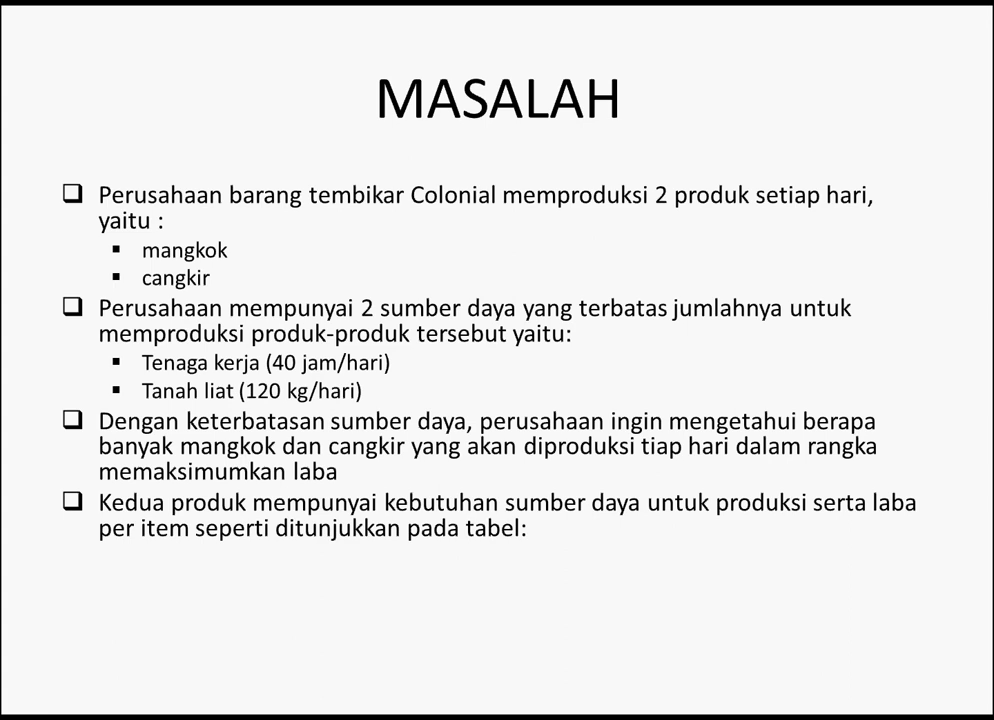 MASALAH
Perusahaan barang tembikar Colonial memproduksi 2 produk setiap hari,
yaitu :
mangkok
cangkir
Perusahaan mempunyai 2 sumber daya yang terbatas jumlahnya untuk
memproduksi produk-produk tersebut yaitu:
Tenaga kerja (40 jam/hari)
Tanah liat (120 kg/hari)
Dengan keterbatasan sumber daya, perusahaan ingin mengetahui berapa
banyak mangkok dan cangkir yang akan diproduksi tiap hari dalam rangka
memaksimumkan laba
Kedua produk mempunyai kebutuhan sumber daya untuk produksi serta laba
per item seperti ditunjukkan pada tabel: